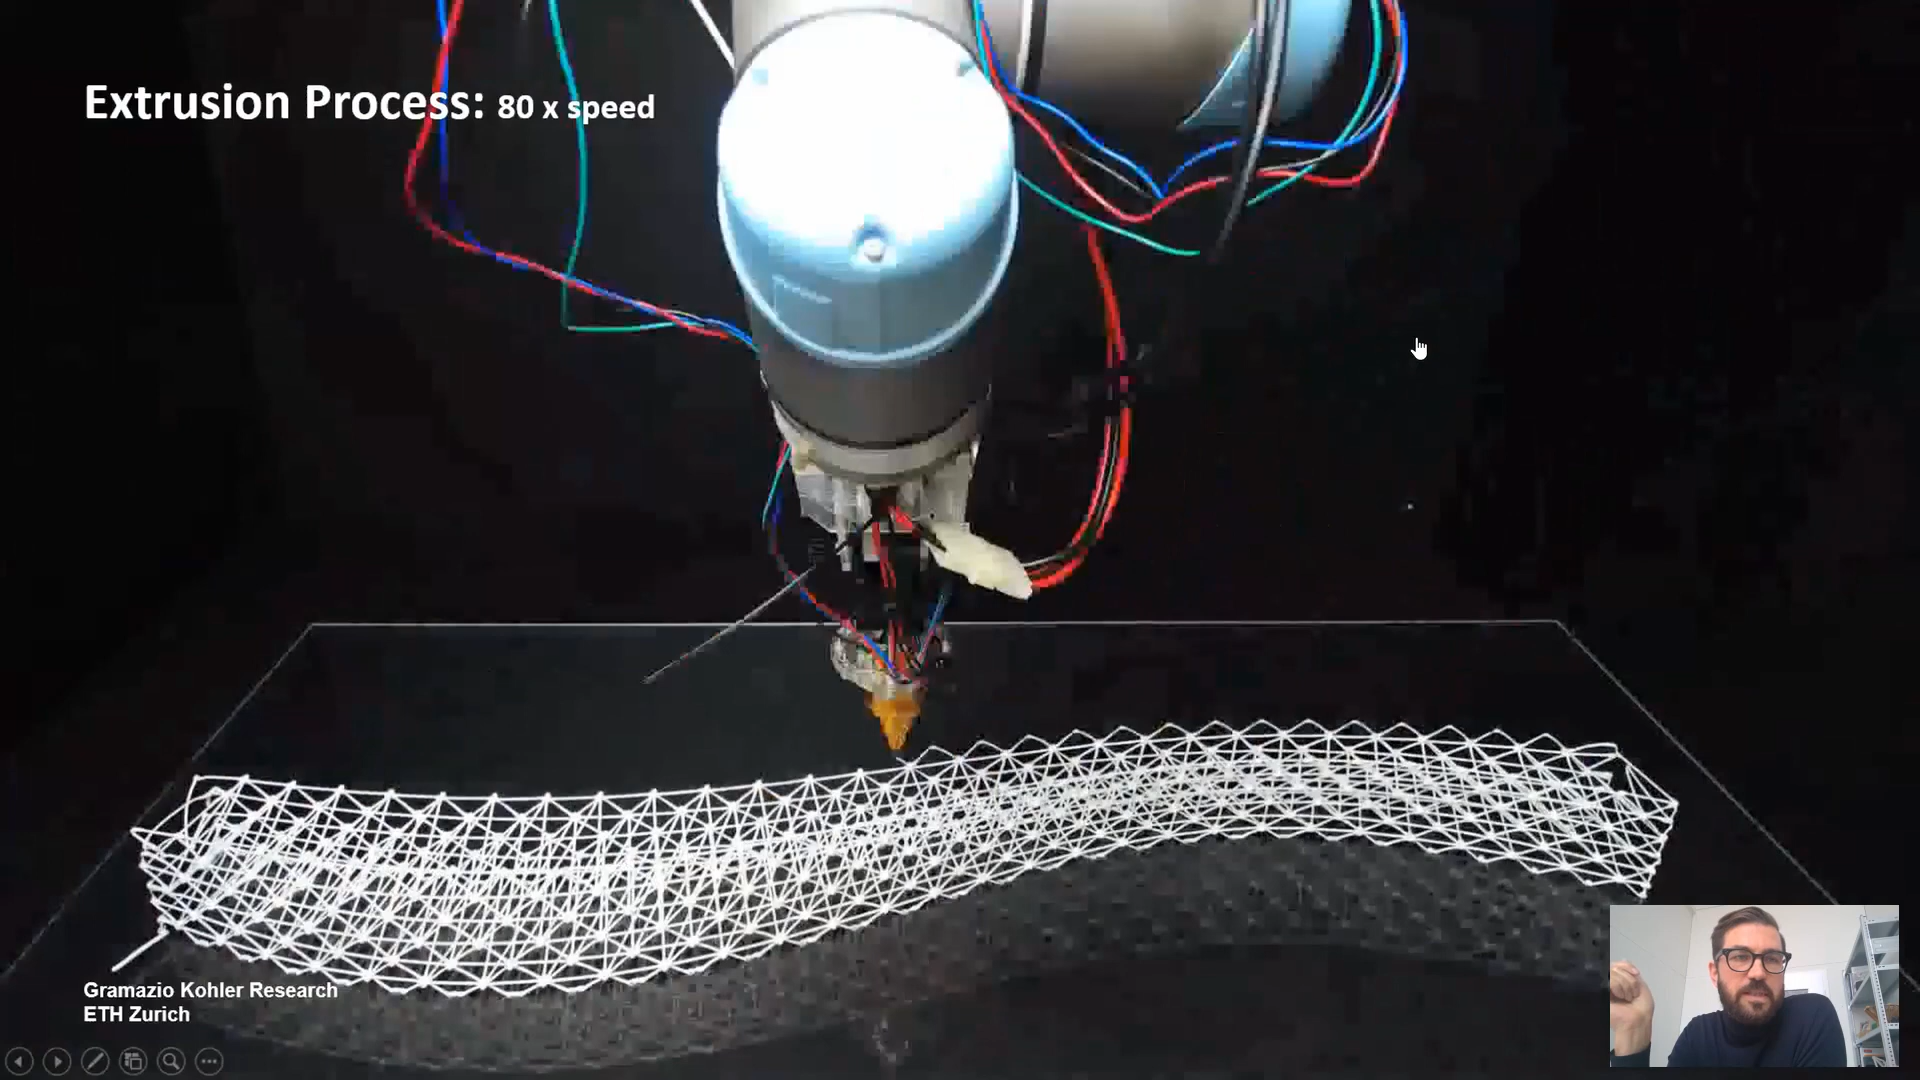 Extrusion Process: 80 x speed
Gramazio Kohler Research
ETH Zurich